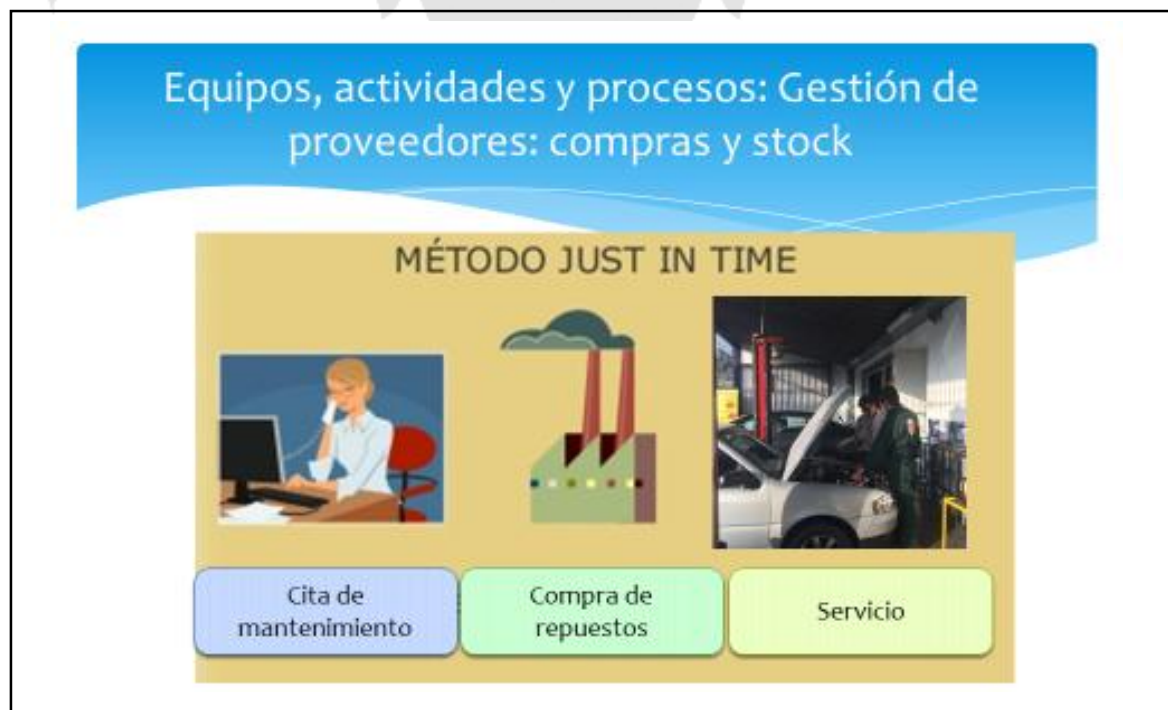 Equipos, actividades y procesos: Gestión de
proveedores: compras y stock
MÉTODO JUST IN TIME
Cita de
mantenimiento
Compra de
repuestos
Servicio